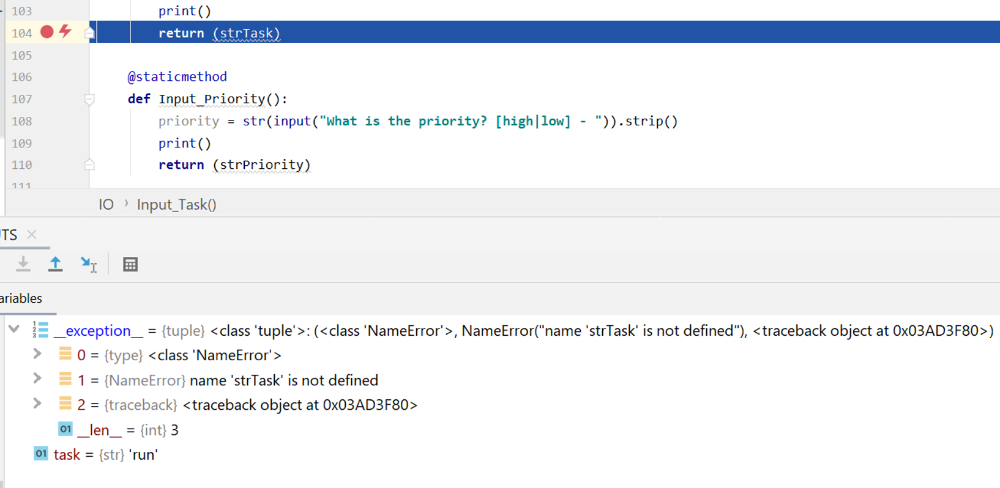 103 print()
104 return (strTask)
105
106 @staticmethod
107 def Input_Priority():
108 priority = str(input("What is the priority? [high|low] - ")).strip()
109 print()
110 return (strPriority)
111
IO › Input_Task()
TS ×
ariables
__exception__ = {tuple} <class 'tuple'>: (<class 'NameError'>, NameError("name 'strTask' is not defined"), <traceback object at 0x03AD3F80>)
0 = {type} <class 'NameError'>
1 = {NameError} name 'strTask' is not defined
2 = {traceback} <traceback object at 0x03AD3F80>
01 __len__ = {int} 3
01 task = {str} 'run'